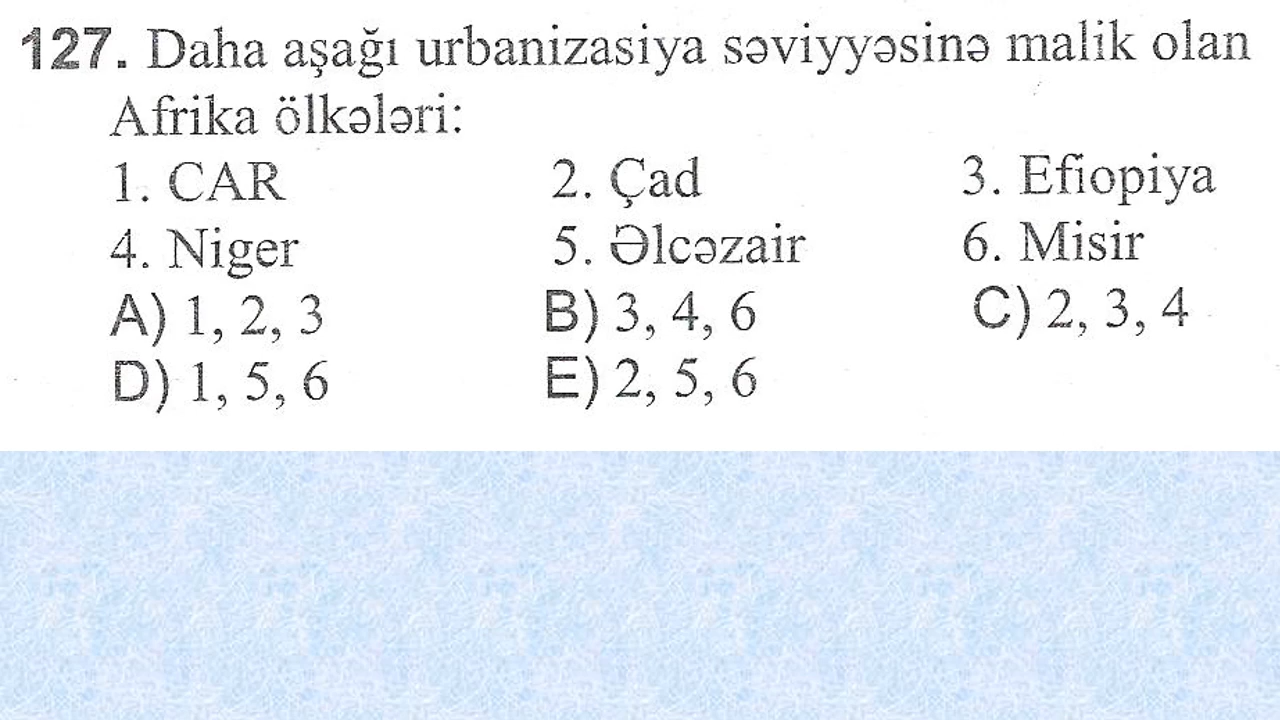 127. Daha aşağı urbanizasiya səviyyəsinə malik olan
Afrika ölkələri:
1. CAR 2. Çad 3. Efiopiya
4. Niger 5. Əlcəzair 6. Misir
A) 1, 2, 3 B) 3, 4, 6 C) 2, 3, 4
D) 1, 5, 6 E) 2, 5, 6